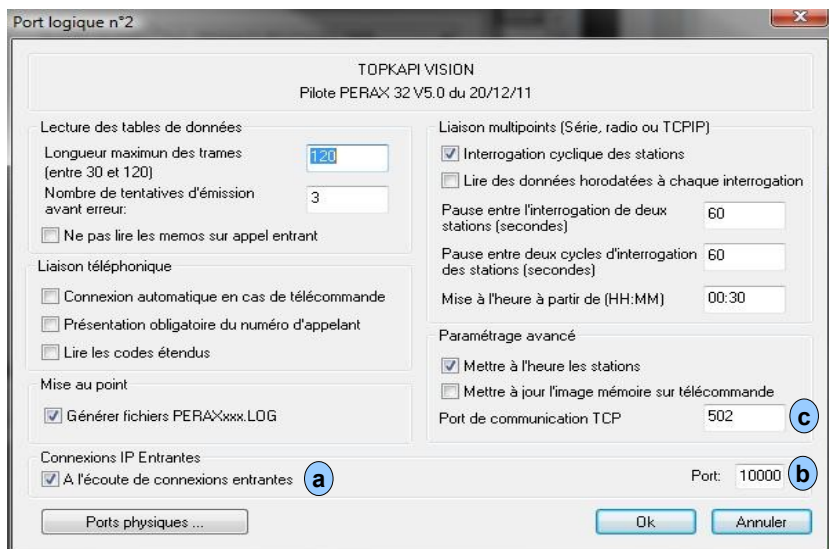 Port logique n°2
TOPKAPI VISION
Pilote PERAX 32 V5.0 du 20/12/11
Lecture des tables de données
Longueur maximun des trames
(entre 30 et 120)
120
Nombre de tentatives d'émission
avant erreur:
3
Ne pas lire les memos sur appel entrant
Liaison téléphonique
Connexion automatique en cas de télécommande
Présentation obligatoire du numéro d'appelant
Lire les codes étendus
Mise au point
Générer fichiers PERAXxxx.LOG
Liaison multipoints (Série, radio ou TCPIP)
Interrogation cyclique des stations
Lire des données horodatées à chaque interrogation
Pause entre l'interrogation de deux
stations (secondes)
60
Pause entre deux cycles d'interrogation
des stations (secondes)
60
Mise à l'heure à partir de (HH:MM)
00:30
Paramétrage avancé
Mettre à l'heure les stations
Mettre à jour l'image mémoire sur télécommande
Port de communication TCP
502
c
Connexions IP Entrantes
A l'écoute de connexions entrantes
a
Port:
10000
b
Ports physiques ...
Ok
Annuler